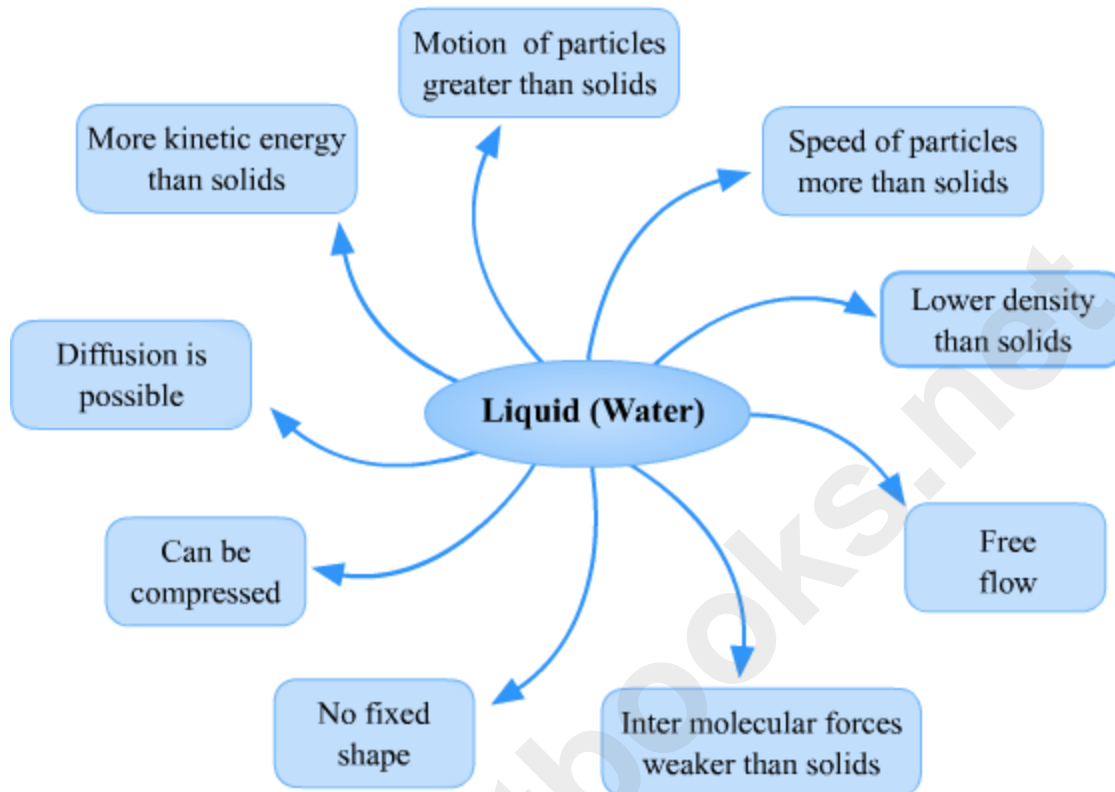 Motion of particles
greater than solids
More kinetic energy
than solids
Speed of particles
more than solids
Lower density
than solids
Diffusion is
possible
Liquid (Water)
Free
flow
Can be
compressed
No fixed
shape
Inter molecular forces
weaker than solids
tbooks.net